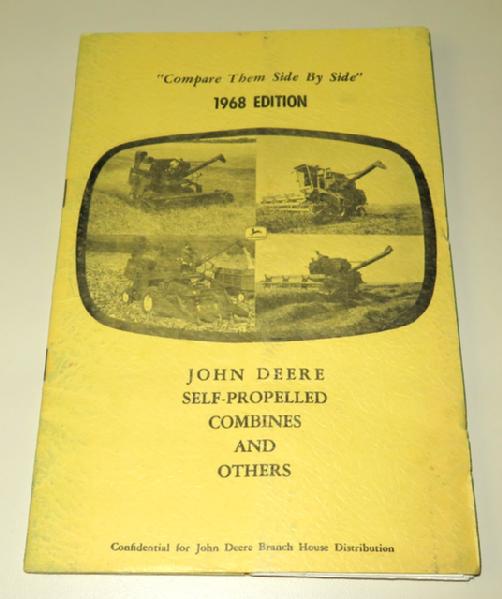 "Compare Them Side By Side"
1968 EDITION
JOHN DEERE
SELF-PROPELLED
COMBINES
AND
OTHERS
Confidential for John Deere Branch House Distribution